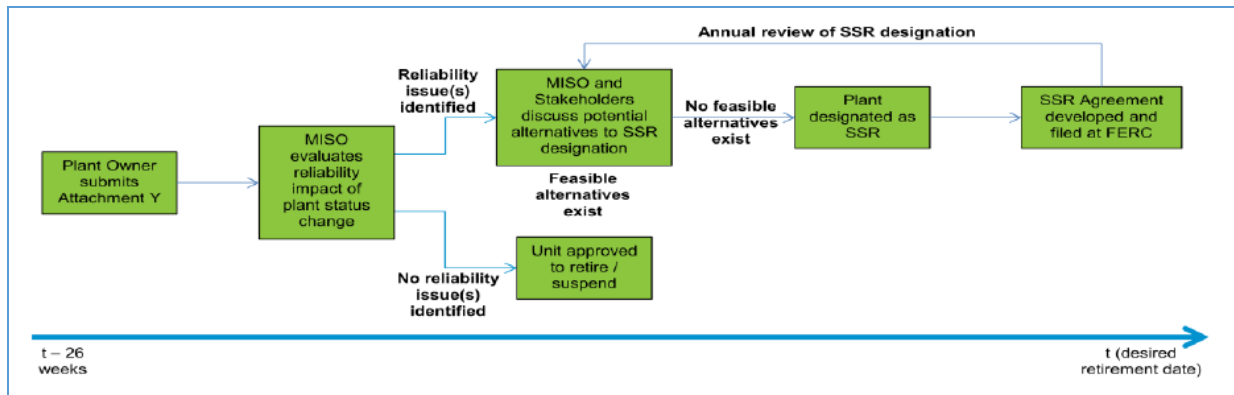 Annual review of SSR designation
Plant Owner
submits
Attachment Y
MISO
evaluates
reliability
impact of
plant status
change
Reliability
issue(s)
identified
No reliability
issue(s)
identified
MISO and
Stakeholders
discuss potential
alternatives to SSR
designation
Feasible
alternatives
exist
Unit approved
to retire /
suspend
No feasible
alternatives
exist
Plant
designated as
SSR
SSR Agreement
developed and
filed at FERC
t – 26
weeks
t (desired
retirement date)